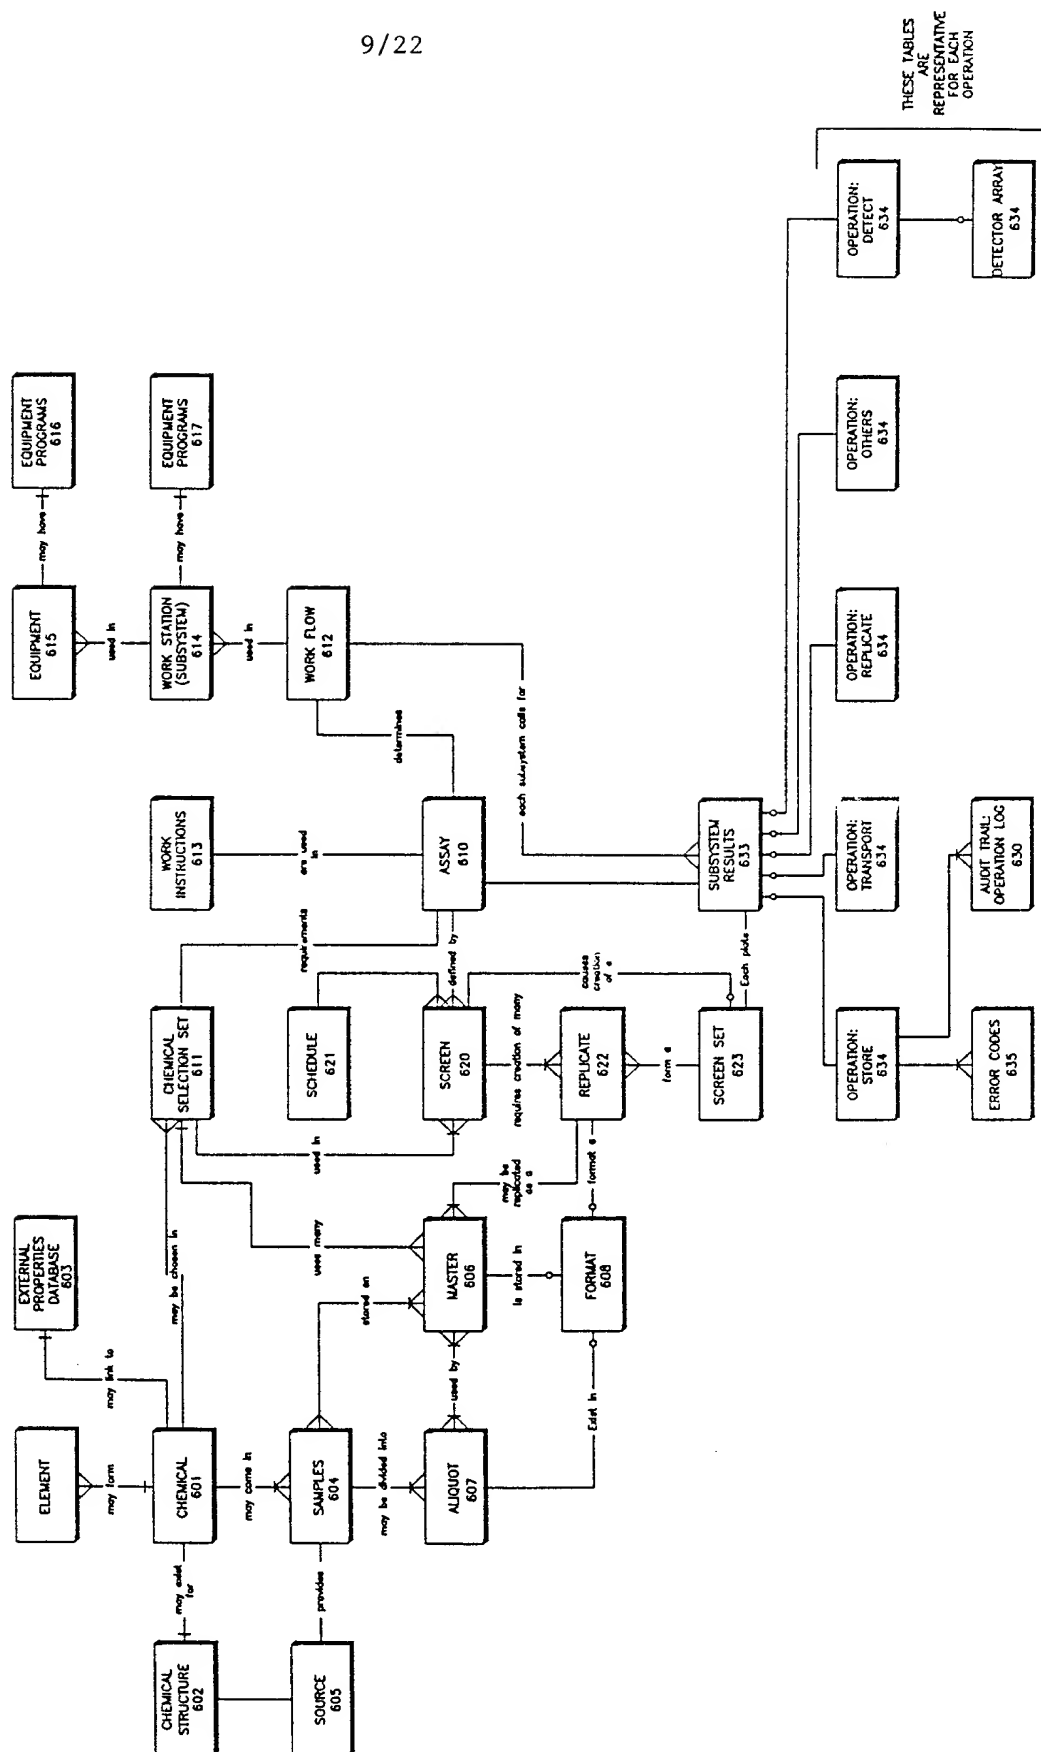 9/22
ELEMENT
EXTERNAL
PROPERTIES
DATABASE
603
EQUIPMENT
615
may have
EQUIPMENT
PROGRAMS
616
may form
may link to
used in
CHEMICAL
STRUCTURE
602
may exist
for
CHEMICAL
601
may be chosen in
CHEMICAL
SELECTION SET
611
requirements
WORK
INSTRUCTIONS
613
WORK STATION
(SUBSYSTEM)
614
may have
EQUIPMENT
PROGRAMS
617
may come in
uses many
used in
are used
in
used in
SOURCE
605
provides
SAMPLES
604
stored on
SCHEDULE
621
determines
WORK FLOW
612
may be divided into
ALIQUOT
607
used by
MASTER
606
SCREEN
620
defined by
ASSAY
610
may be
replicated
as a
is stored in
requires creation of many
causes
creation
of a
each subsystem calls for
Exist in
FORMAT
608
format a
REPLICATE
622
form a
SCREEN SET
623
Each plate
SUBSYSTEM
RESULTS
633
OPERATION:
STORE
634
OPERATION:
TRANSPORT
634
OPERATION:
REPLICATE
634
OPERATION:
OTHERS
634
OPERATION:
DETECT
634
THESE TABLES
ARE
REPRESENTATIVE
FOR EACH
OPERATION
ERROR CODES
635
AUDIT TRAIL:
OPERATION LOG
630
DETECTOR ARRAY
634